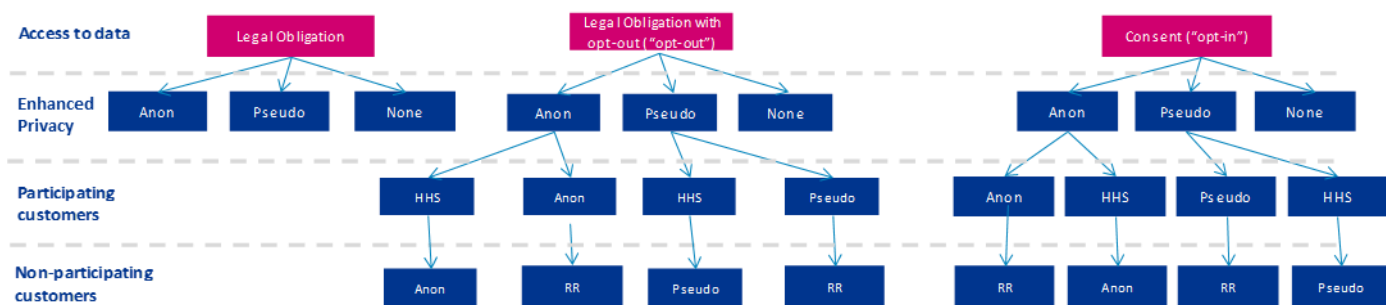 Access to data
Legal Obligation
Legal Obligation with
opt-out ("opt-out")
Consent ("opt-in")
Enhanced
Privacy
Anon
Pseudo
None
Anon
Pseudo
None
Anon
Pseudo
None
Participating
customers
HHS
Anon
HHS
Pseudo
Anon
HHS
Pseudo
HHS
Non-participating
customers
Anon
RR
Pseudo
RR
RR
Anon
RR
Pseudo